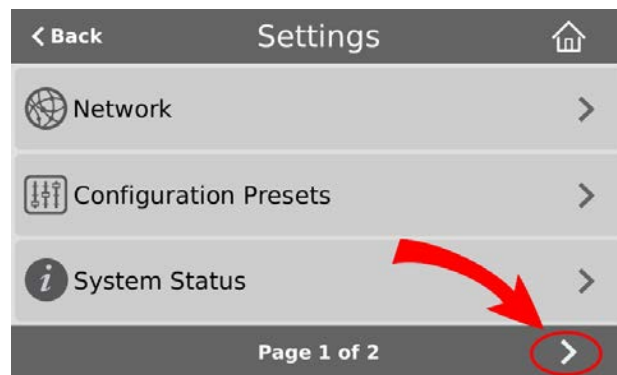 Back Settings
Network
Configuration Presets
System Status
Page 1 of 2